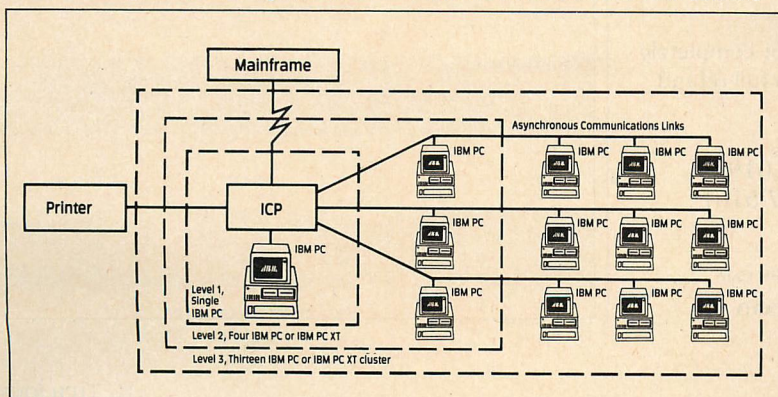 Mainframe
Asynchronous Communications Links
IBM PC
IBM PC
IBM PC
IBM PC
Printer
ICP
IBM PC
IBM PC
IBM PC
IBM PC
IBM PC
Level 1,
Single
IBM PC
IBM PC
IBM PC
IBM PC
IBM PC
Level 2, Four IBM PC or IBM PC XT
Level 3, Thirteen IBM PC or IBM PC XT cluster